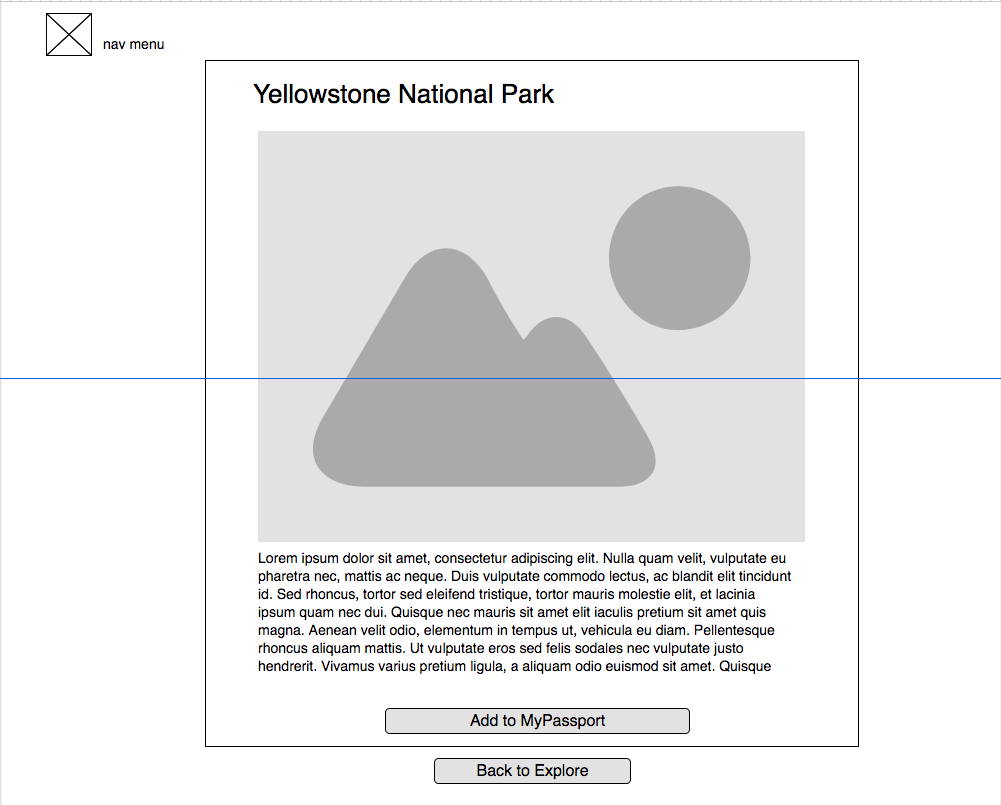 nav menu
Yellowstone National Park
Lorem ipsum dolor sit amet, consectetur adipiscing elit. Nulla quam velit, vulputate eu
pharetra nec, mattis ac neque. Duis vulputate commodo lectus, ac blandit elit tincidunt
id. Sed rhoncus, tortor sed eleifend tristique, tortor mauris molestie elit, et lacinia
ipsum quam nec dui. Quisque nec mauris sit amet elit iaculis pretium sit amet quis
magna. Aenean velit odio, elementum in tempus ut, vehicula eu diam. Pellentesque
rhoncus aliquam mattis. Ut vulputate eros sed felis sodales nec vulputate justo
hendrerit. Vivamus varius pretium ligula, a aliquam odio euismod sit amet. Quisque
Add to MyPassport
Back to Explore